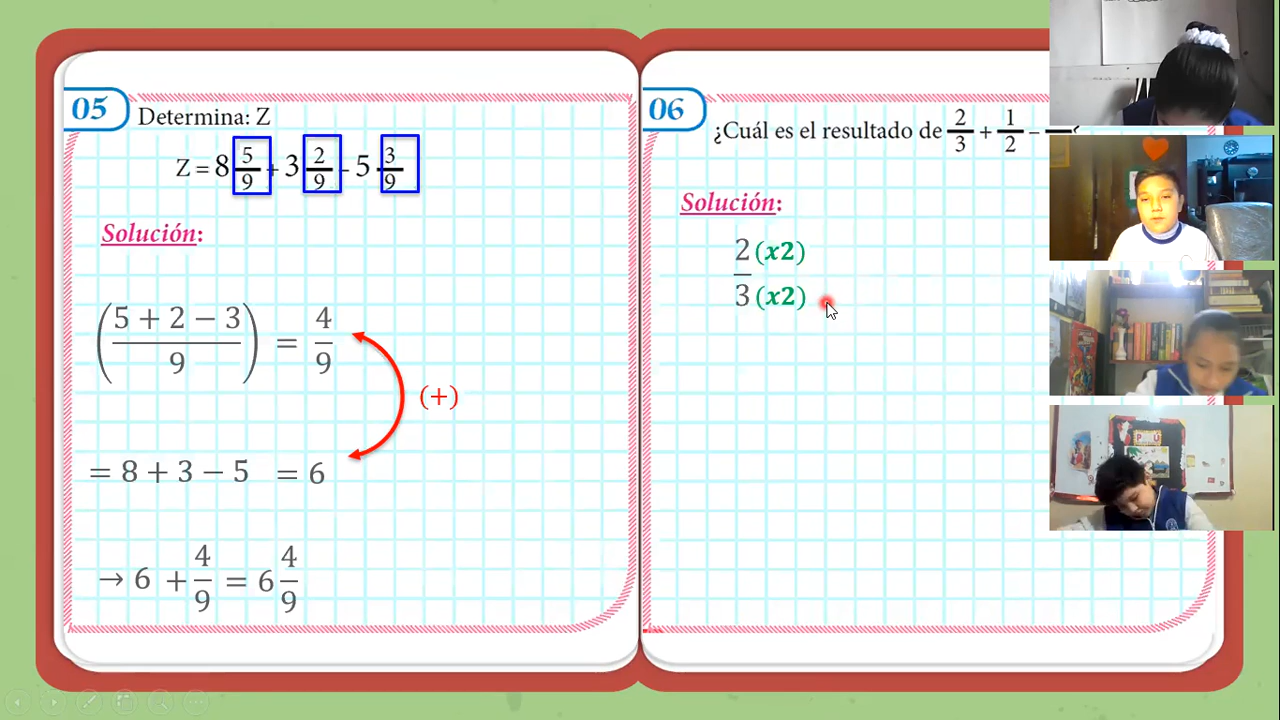 05
Determina: Z
Z = 8 5/9 + 3 2/9 - 5 3/9
Solución:
(5 + 2 − 3 / 9) = 4/9
(+)
= 8 + 3 − 5 = 6
→ 6 + 4/9 = 6 4/9
06
¿Cuál es el resultado de 2/3 + 1/2 −
Solución:
2 (x2)
3 (x2)